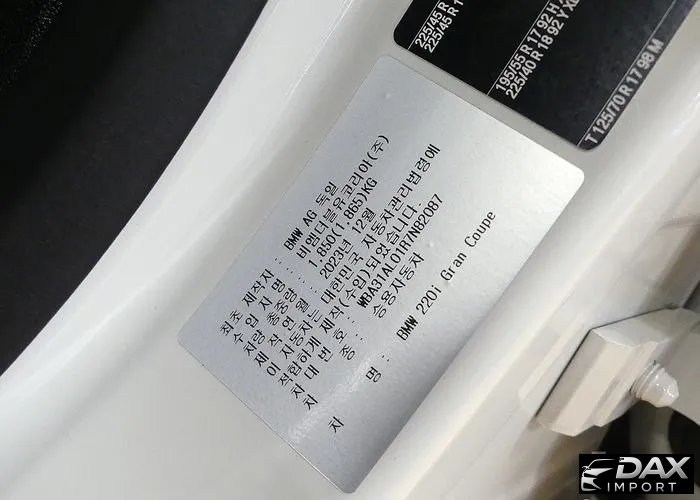 225/45 R
225/45 R 1
195/55 R 17 92 H
225/40 R 18 92 Y X
T 125/70 R 17 98 M
최초 제작자 : BMW AG 독일
수 입 자 명 : 비엠더블유코리아(주)
차량 총중량 : 1,850(1,865)KG
제 작 연 월 : 2023년 12월
이 자동차는 대한민국 자동차관리법령에
적합하게 제작(수입)되었습니다.
차 대 번 호 : WBA31AL01R7N82087
차 종 : 승용자동차
차 명 : BMW 220i Gran Coupe
DAX
IMPORT